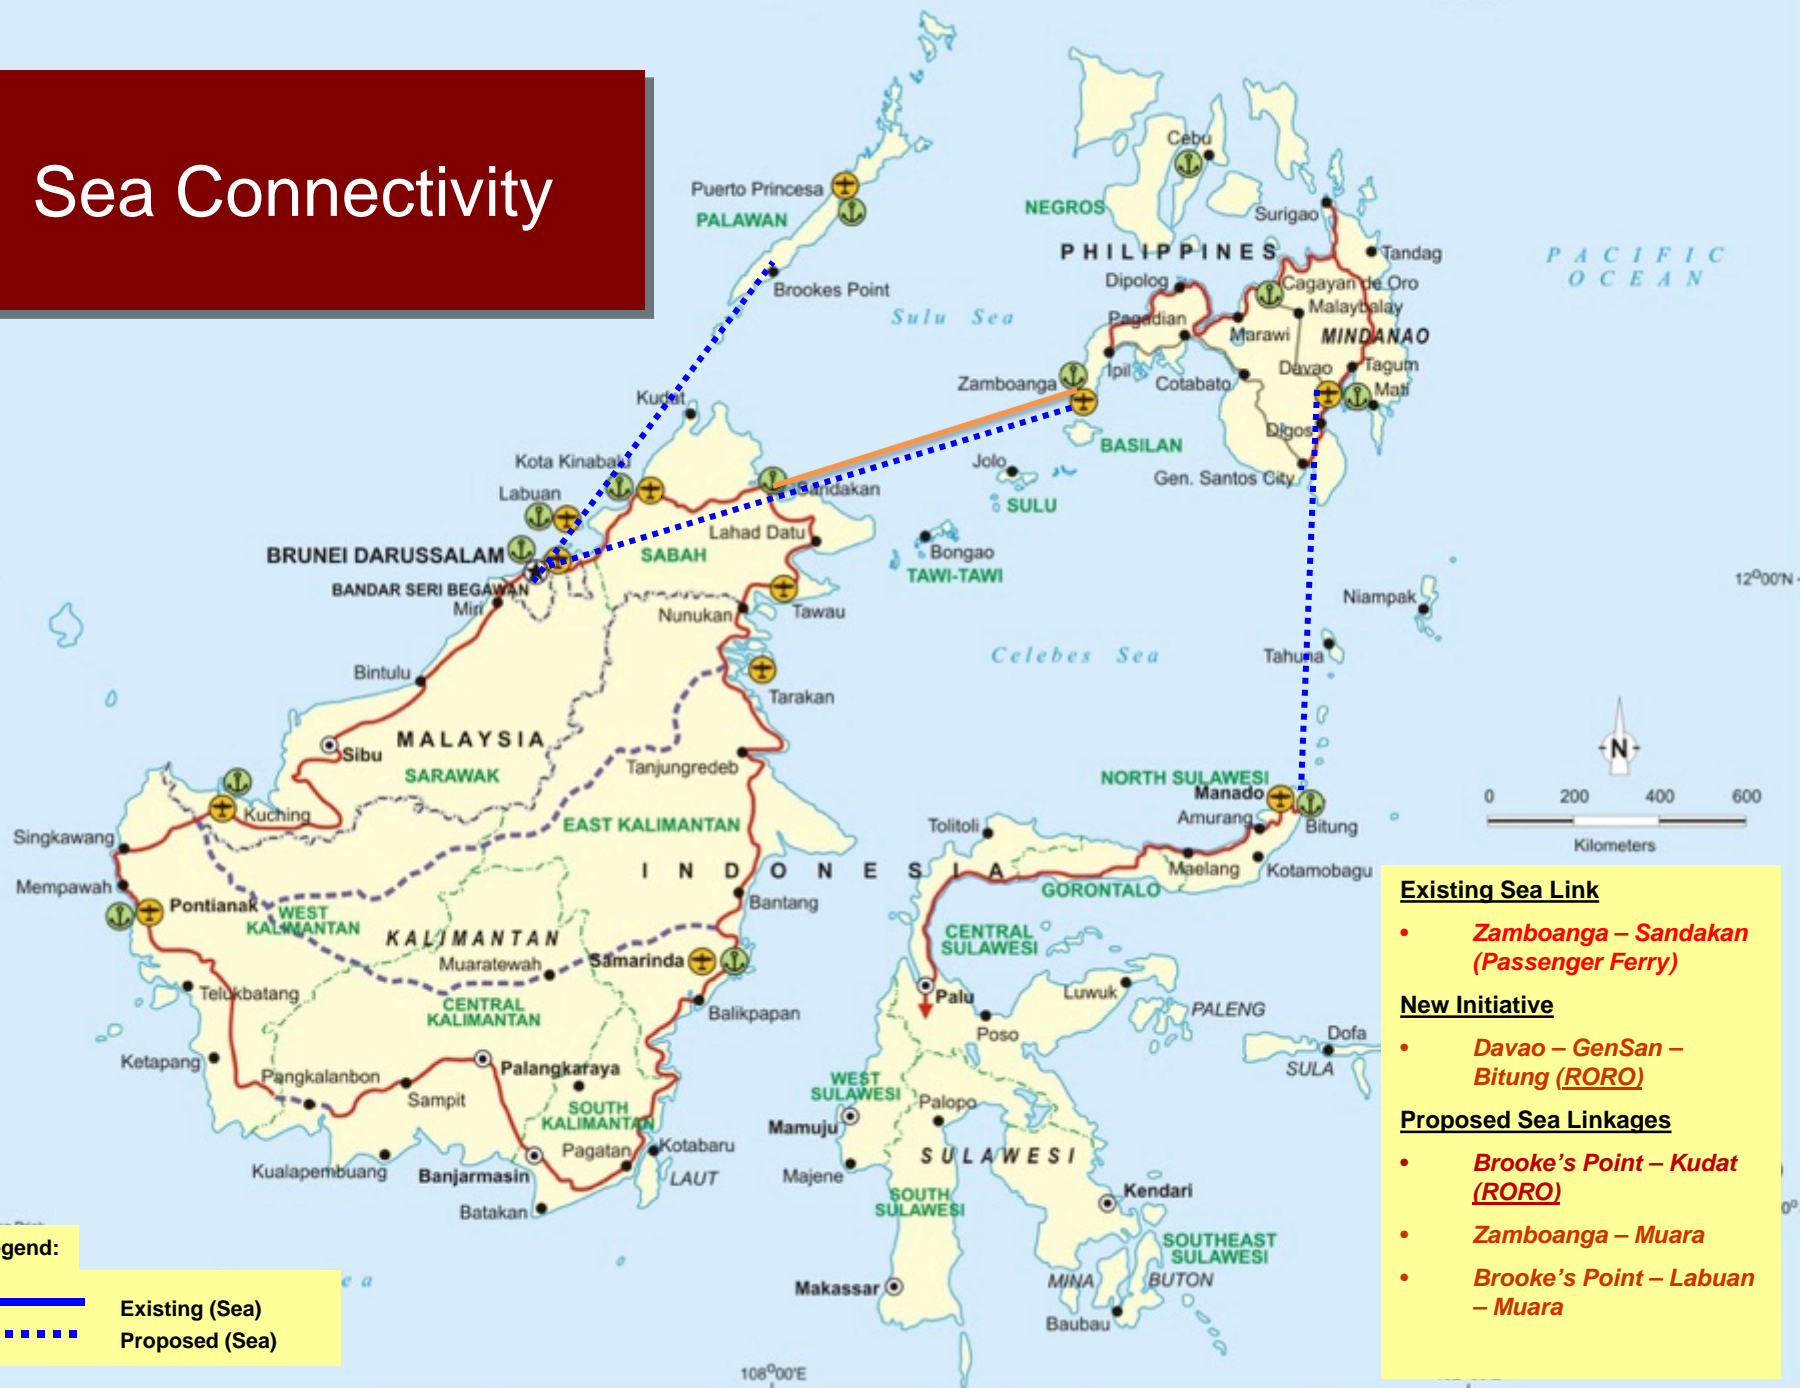 Sea Connectivity
Puerto Princesa
PALAWAN
Brookes Point
Sulu Sea
Cebu
NEGROS
Surigao
PHILIPPINES
Tandag
PACIFIC
OCEAN
Dipolog
Cagayan de Oro
Malaybalay
Pagadian
Marawi
MINDANAO
Ipil
Cotabato
Davao
Tagum
Mati
Zamboanga
BASILAN
Digos
Gen. Santos City
Jolo
SULU
Bongao
TAWI-TAWI
Kudat
Kota Kinabalu
Labuan
Sandakan
Lahad Datu
SABAH
BRUNEI DARUSSALAM
BANDAR SERI BEGAWAN
Miri
Nunukan
Tawau
Tarakan
Celebes Sea
Niampak
Tahuna
12⁰00'N
Bintulu
MALAYSIA
SARAWAK
Sibu
Tanjungredeb
Kuching
EAST KALIMANTAN
Singkawang
Mempawah
Pontianak
WEST
KALIMANTAN
KALIMANTAN
INDONESIA
Bantang
Muaratewah
Samarinda
CENTRAL
KALIMANTAN
Balikpapan
Telukbatang
Ketapang
Pangkalanbon
Sampit
Palangkaraya
SOUTH
KALIMANTAN
Kualapembuang
Banjarmasin
Pagatan
Kotabaru
LAUT
Batakan
NORTH SULAWESI
Manado
Amurang
Bitung
Tolitoli
Maelang
Kotamobagu
GORONTALO
CENTRAL
SULAWESI
Palu
Poso
Luwuk
PALENG
Dofa
SULA
WEST
SULAWESI
Palopo
Mamuju
SULAWESI
Majene
SOUTH
SULAWESI
Kendari
SOUTHEAST
SULAWESI
Makassar
MINA
BUTON
Baubau
108⁰00'E
N
0 200 400 600
Kilometers
Existing Sea Link
• Zamboanga – Sandakan
(Passenger Ferry)
New Initiative
• Davao – GenSan –
Bitung (RORO)
Proposed Sea Linkages
• Brooke's Point – Kudat
(RORO)
• Zamboanga – Muara
• Brooke's Point – Labuan
– Muara
gend:
Existing (Sea)
Proposed (Sea)